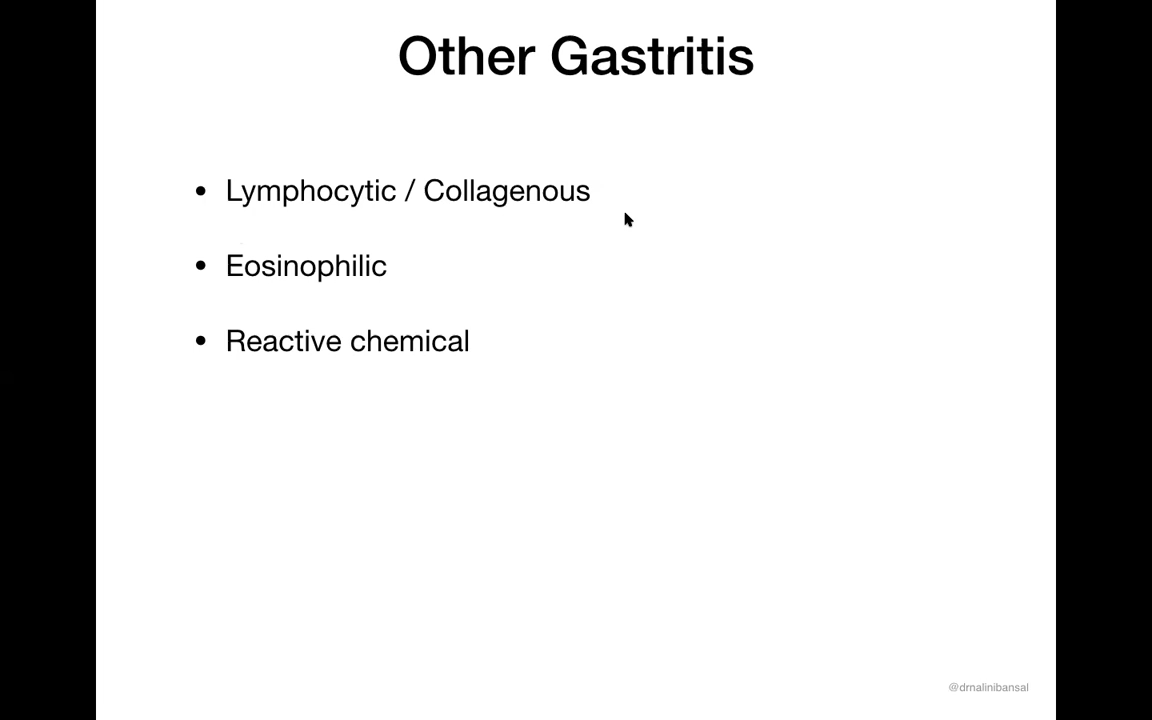 Other Gastritis
• Lymphocytic / Collagenous
• Eosinophilic
• Reactive chemical
@drnalinibansal